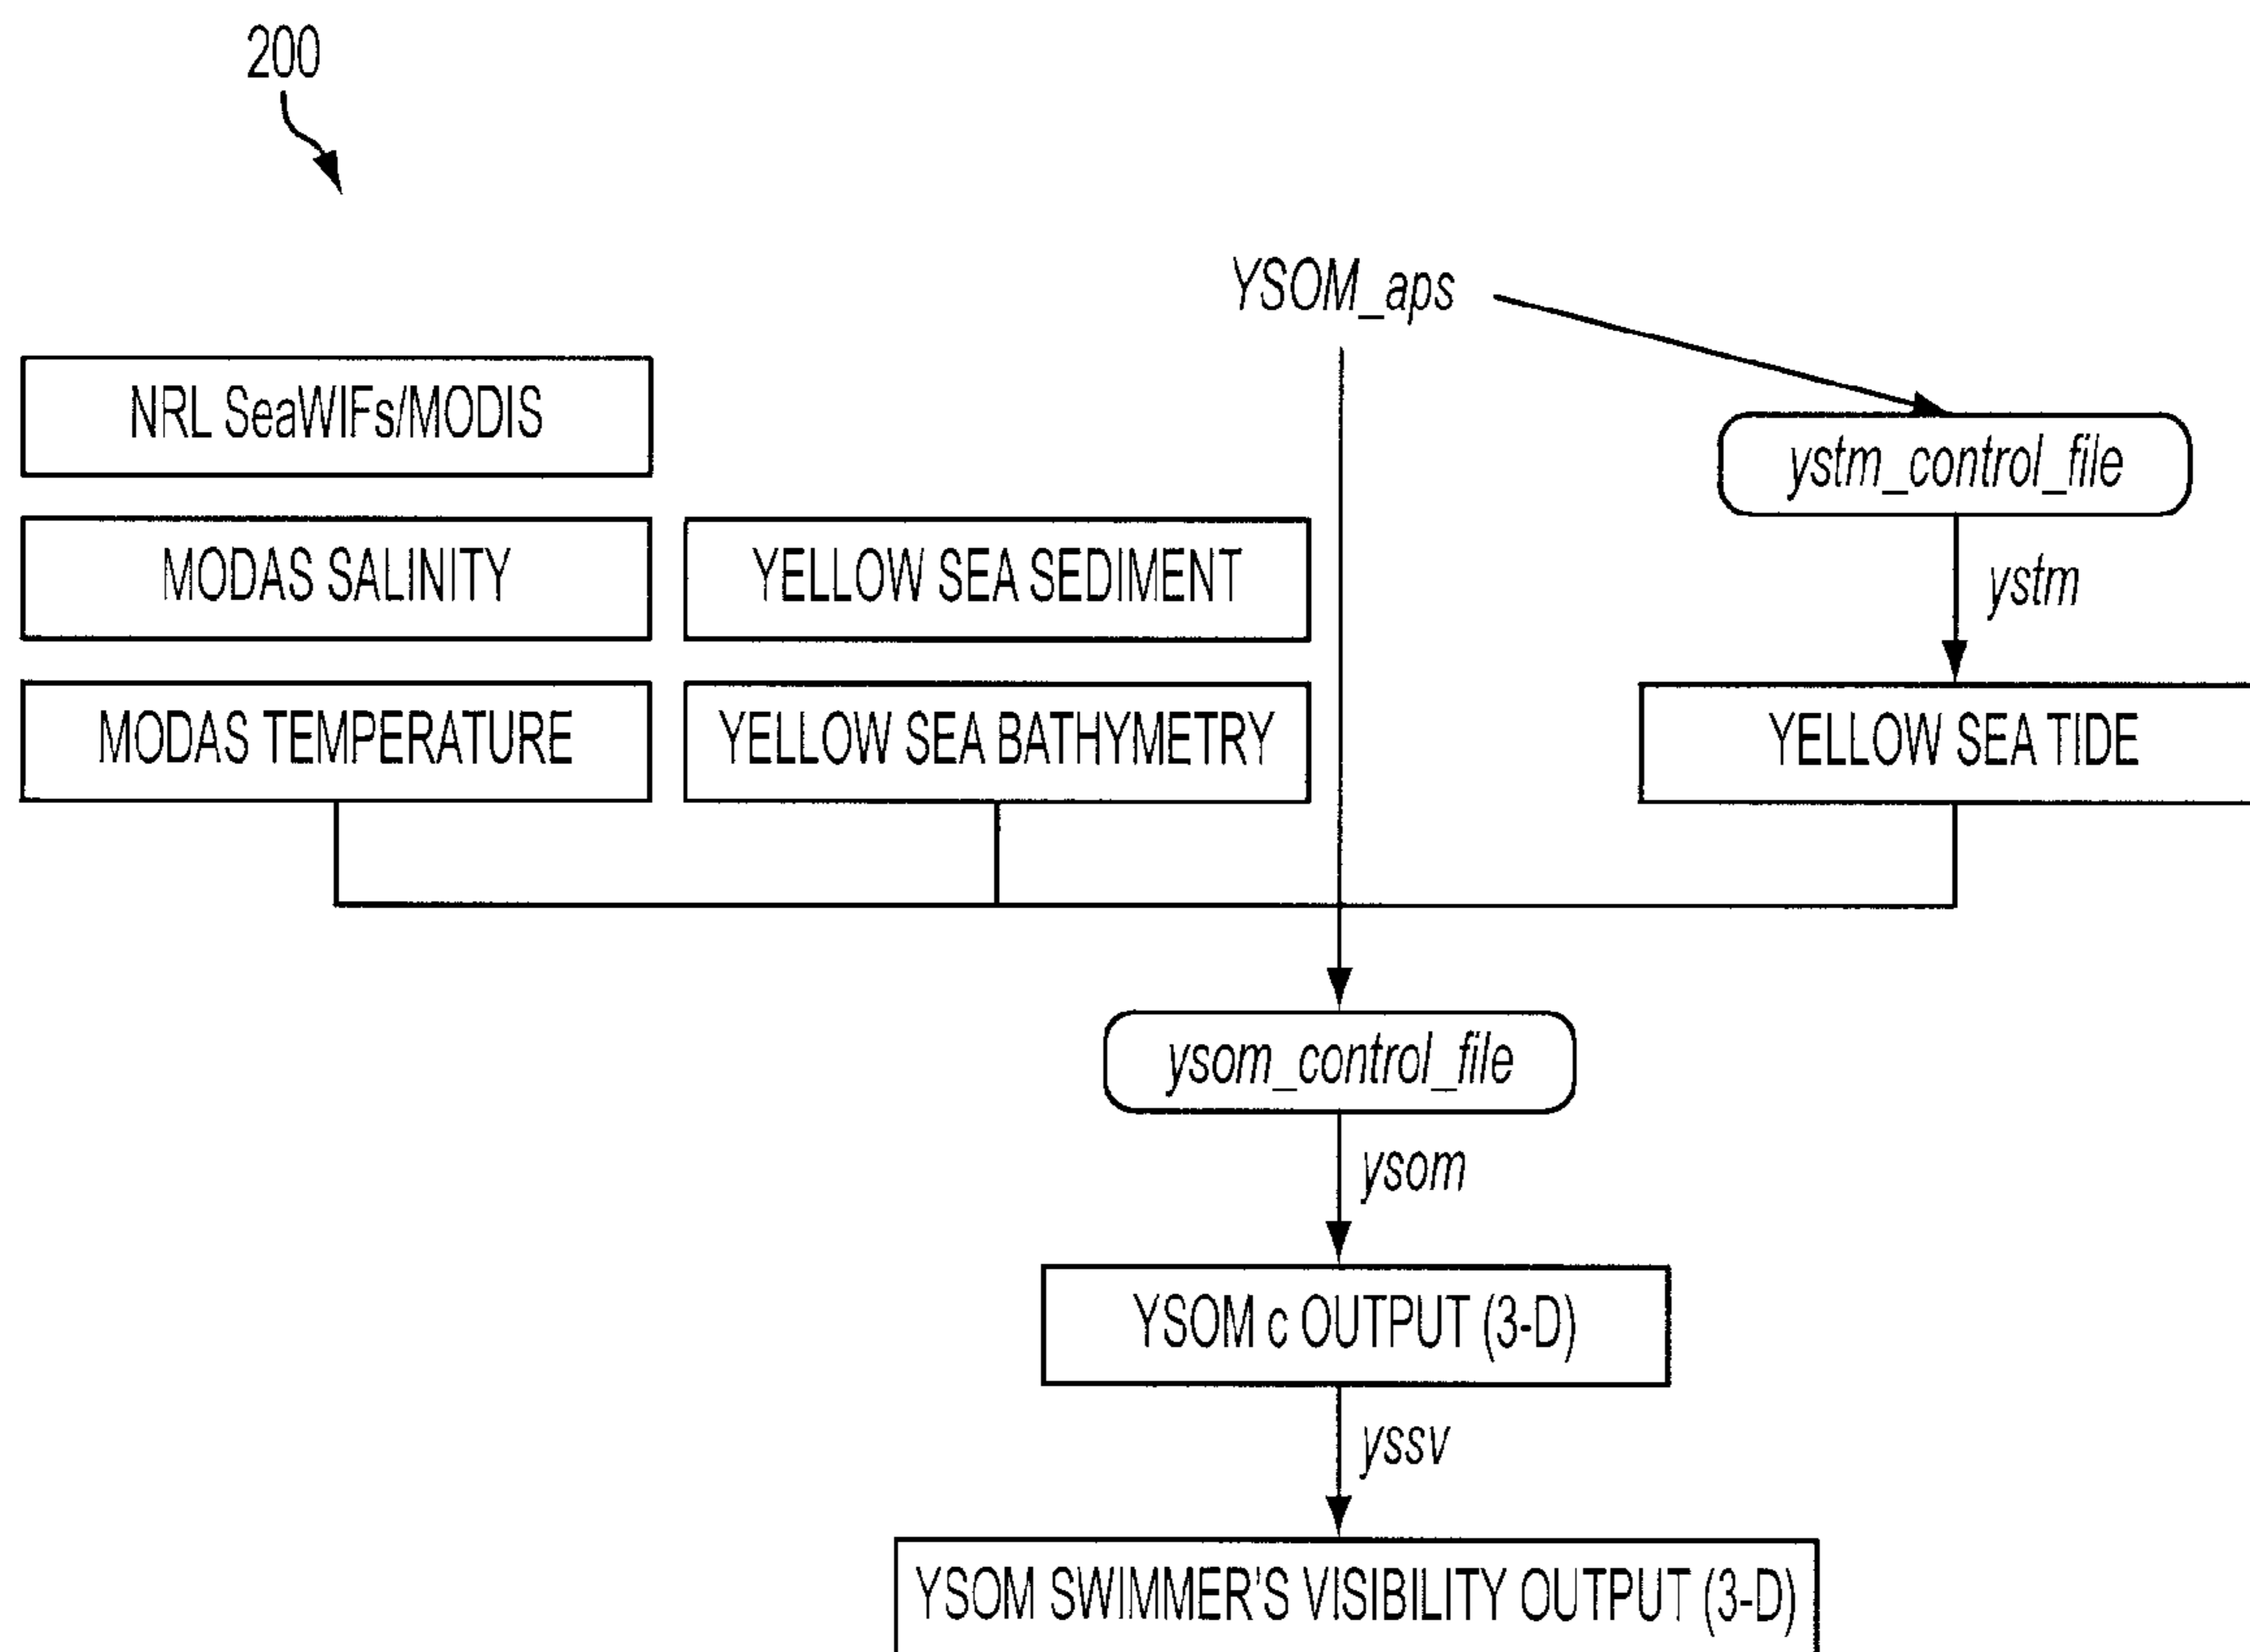 200
YSOM_aps
NRL SeaWIFs/MODIS
ystm_control_file
MODAS SALINITY
YELLOW SEA SEDIMENT
ystm
MODAS TEMPERATURE
YELLOW SEA BATHYMETRY
YELLOW SEA TIDE
ysom_control_file
ysom
YSOM c OUTPUT (3-D)
yssv
YSOM SWIMMER'S VISIBILITY OUTPUT (3-D)